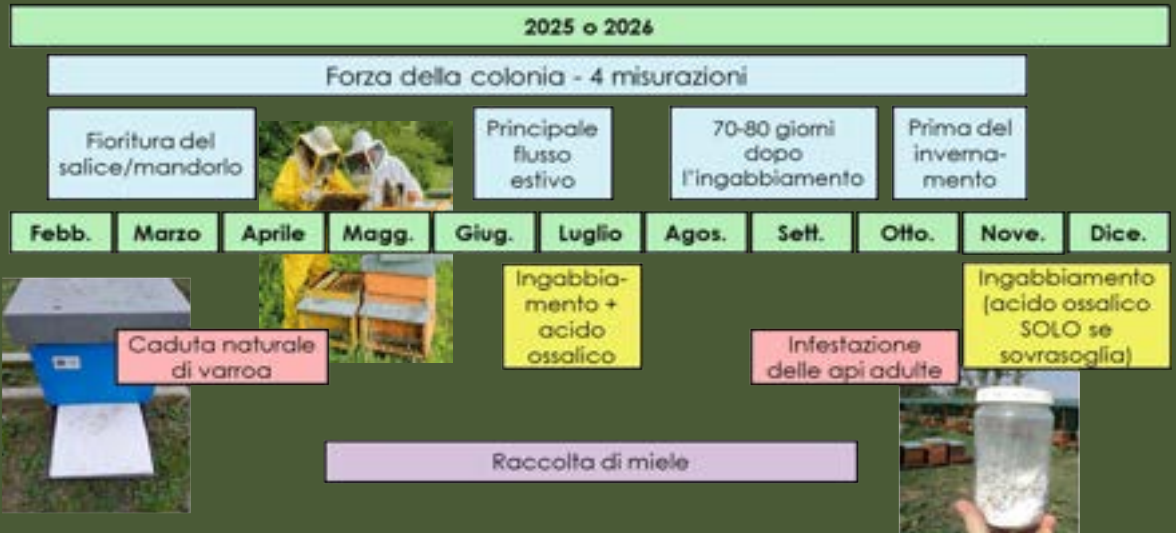 2025 o 2026
Forza della colonia - 4 misurazioni
Fioritura del
salice/mandorlo
Principale
flusso
estivo
70-80 giorni
dopo
l'ingabbiamento
Prima del
inverna-
mento
Febb.
Marzo
Aprile
Magg.
Giug.
Luglio
Agos.
Sett.
Otto.
Nove.
Dice.
Caduta naturale
di varroa
Ingabbia-
mento +
acido
ossalico
Infestazione
delle api adulte
Ingabbiamento
(acido ossalico
SOLO se
sovrasoglia)
Raccolta di miele